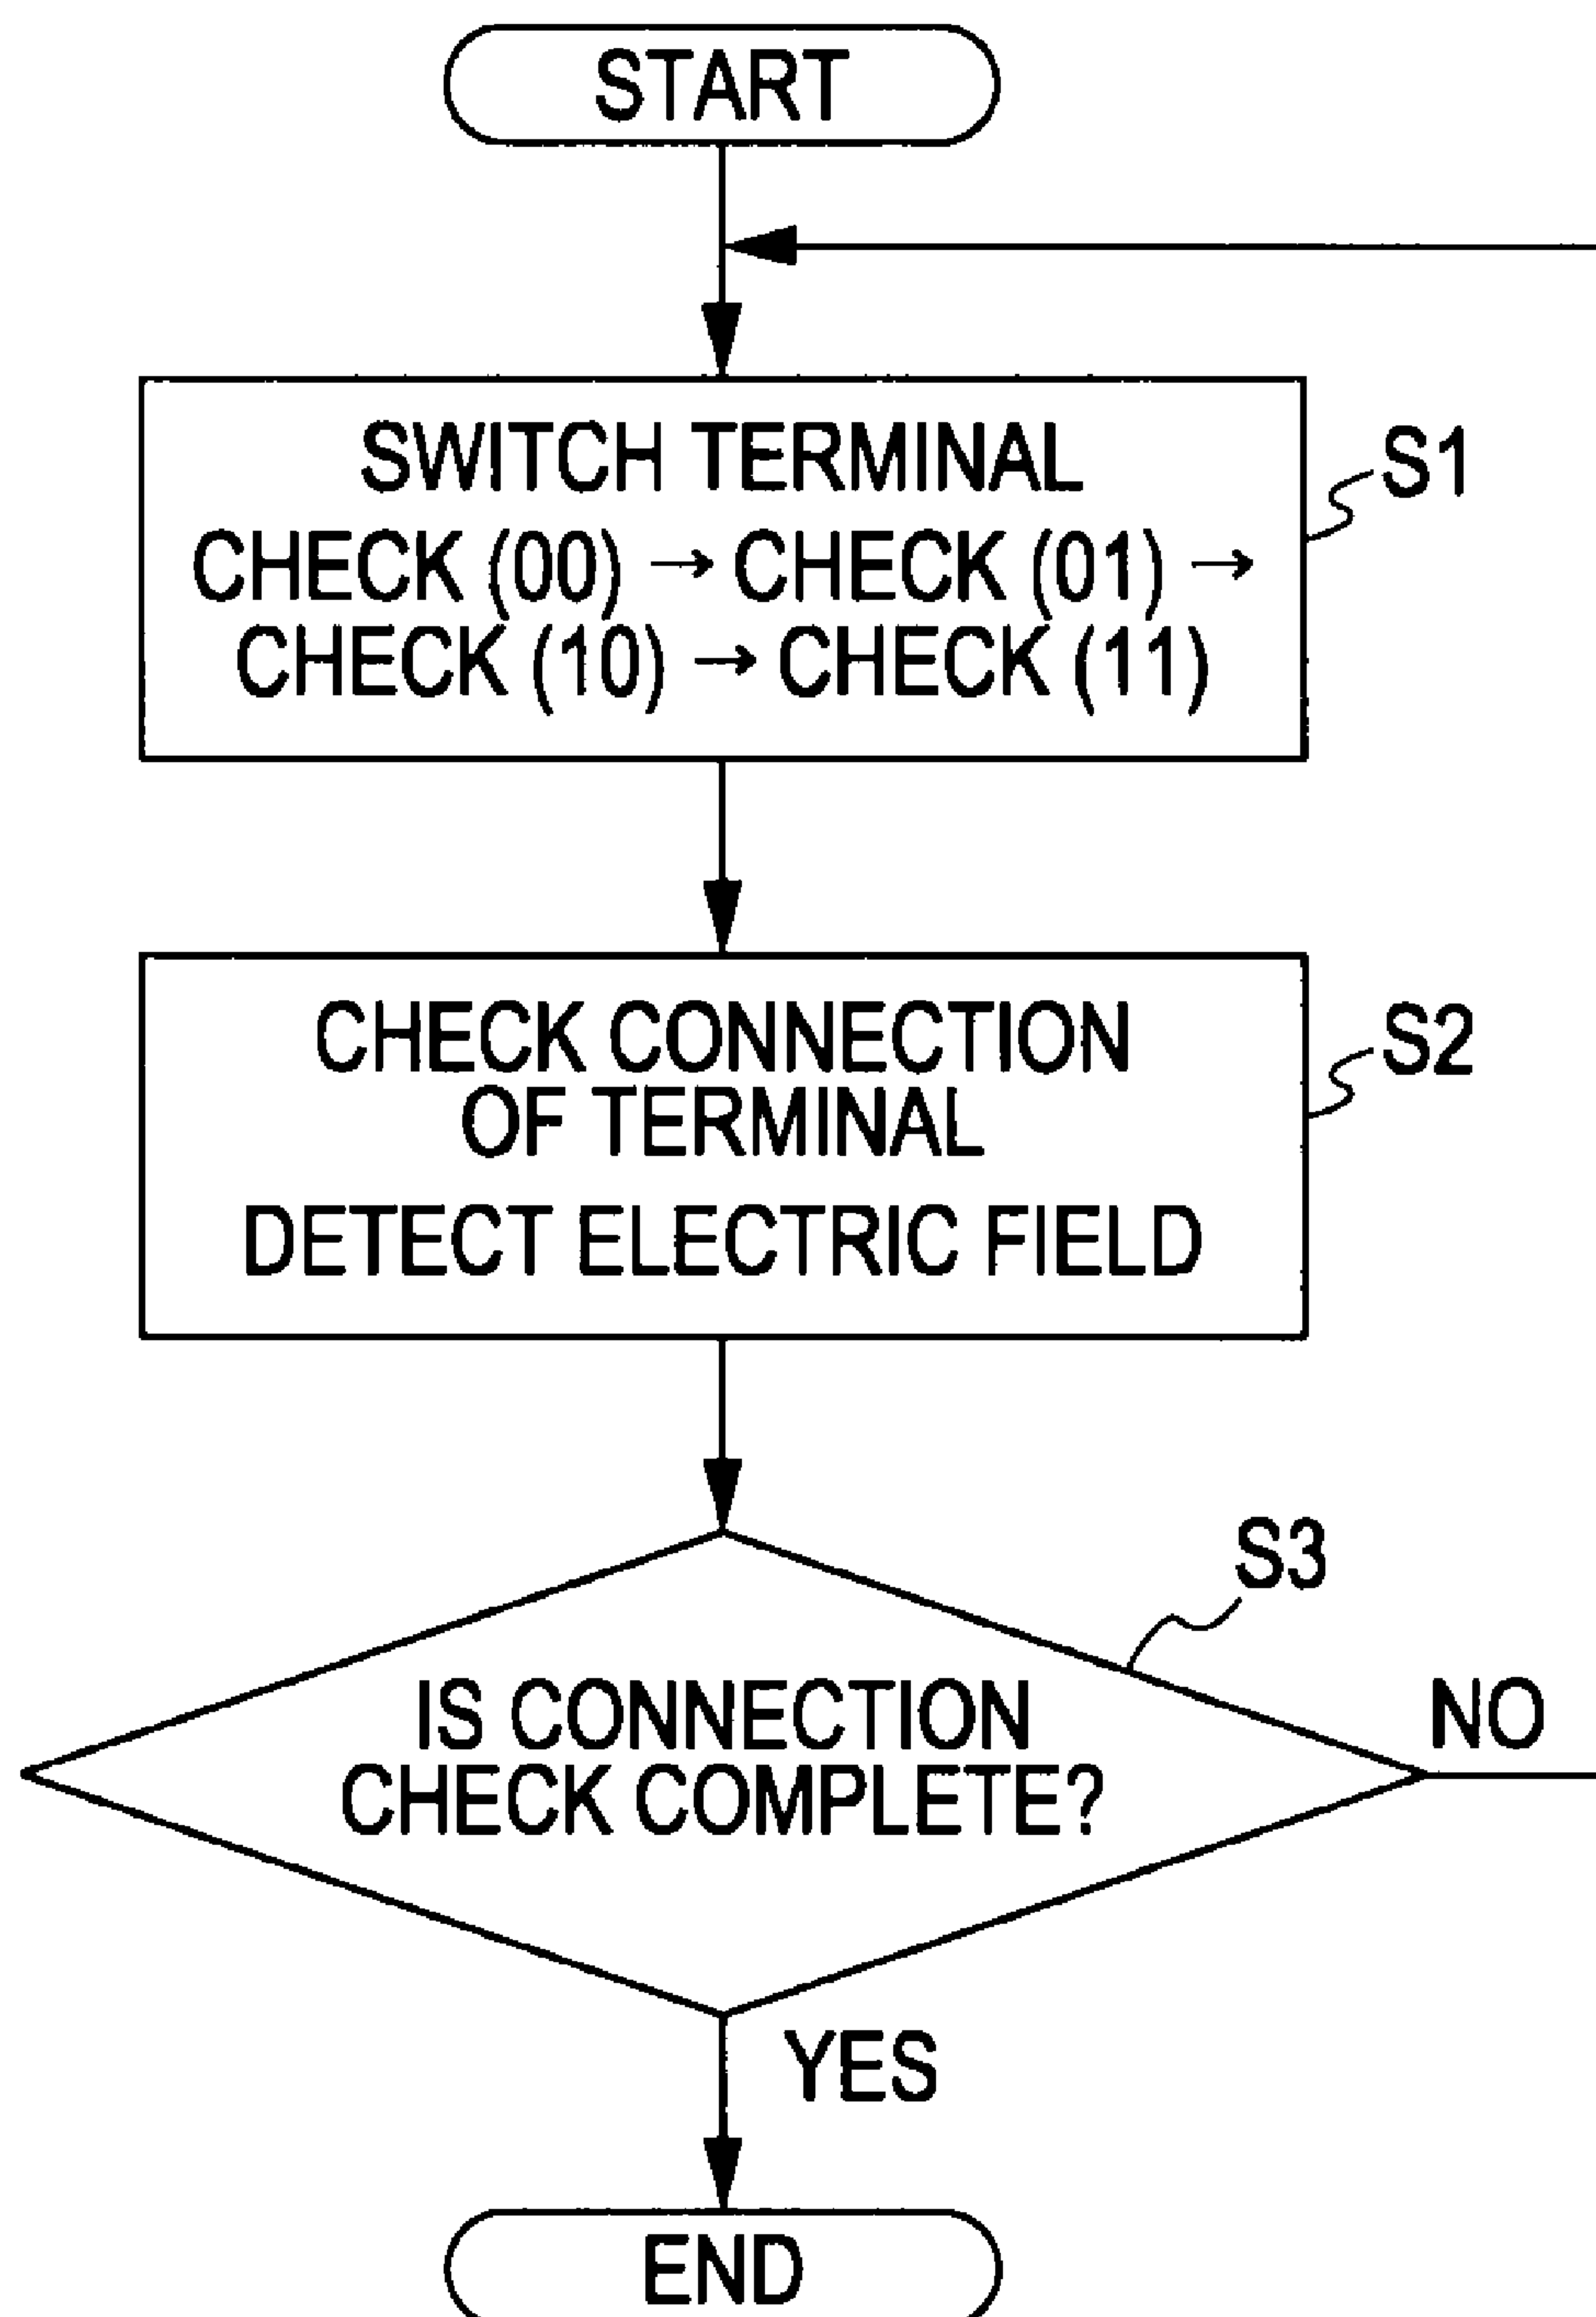 START
SWITCH TERMINAL
CHECK (00) → CHECK (01) →
CHECK (10) → CHECK (11)
S1
CHECK CONNECTION
OF TERMINAL
DETECT ELECTRIC FIELD
S2
S3
IS CONNECTION
CHECK COMPLETE?
NO
YES
END